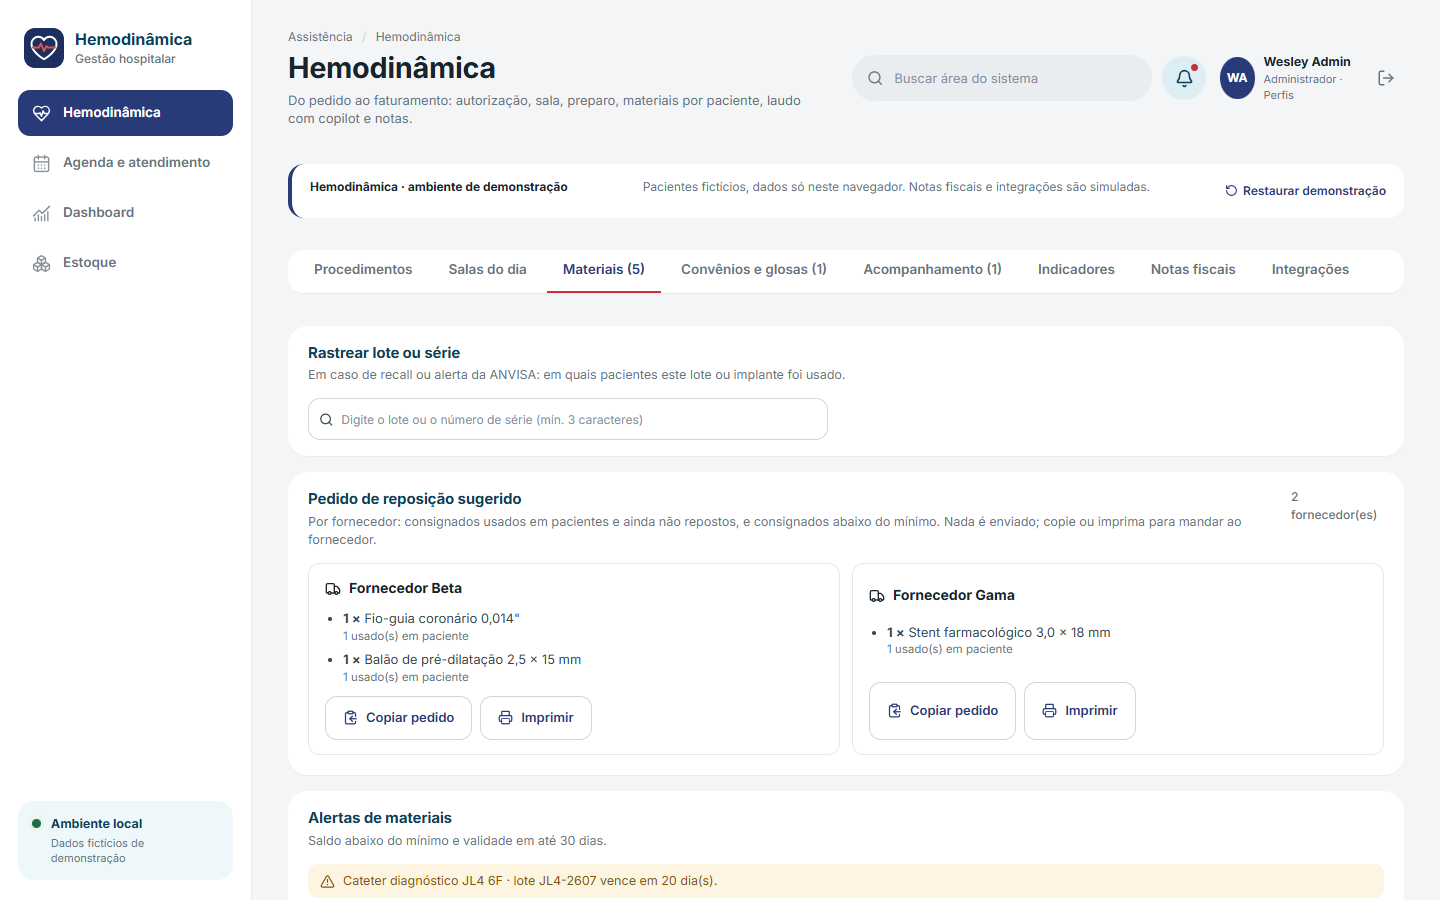 Hemodinâmica
Gestão hospitalar
Hemodinâmica
Agenda e atendimento
Dashboard
Estoque
Ambiente local
Dados fictícios de
demonstração
Assistência / Hemodinâmica
Hemodinâmica
Do pedido ao faturamento: autorização, sala, preparo, materiais por paciente, laudo
com copilot e notas.
Buscar área do sistema
WA
Wesley Admin
Administrador ·
Perfis
Hemodinâmica · ambiente de demonstração
Pacientes fictícios, dados só neste navegador. Notas fiscais e integrações são simuladas.
Restaurar demonstração
Procedimentos
Salas do dia
Materiais (5)
Convênios e glosas (1)
Acompanhamento (1)
Indicadores
Notas fiscais
Integrações
Rastrear lote ou série
Em caso de recall ou alerta da ANVISA: em quais pacientes este lote ou implante foi usado.
Digite o lote ou o número de série (mín. 3 caracteres)
Pedido de reposição sugerido
Por fornecedor: consignados usados em pacientes e ainda não repostos, e consignados abaixo do mínimo. Nada é enviado; copie ou imprima para mandar ao
fornecedor.
2
fornecedor(es)
Fornecedor Beta
• 1 × Fio-guia coronário 0,014"
1 usado(s) em paciente
• 1 × Balão de pré-dilatação 2,5 × 15 mm
1 usado(s) em paciente
Copiar pedido
Imprimir
Fornecedor Gama
• 1 × Stent farmacológico 3,0 × 18 mm
1 usado(s) em paciente
Copiar pedido
Imprimir
Alertas de materiais
Saldo abaixo do mínimo e validade em até 30 dias.
Cateter diagnóstico JL4 6F · lote JL4-2607 vence em 20 dia(s).